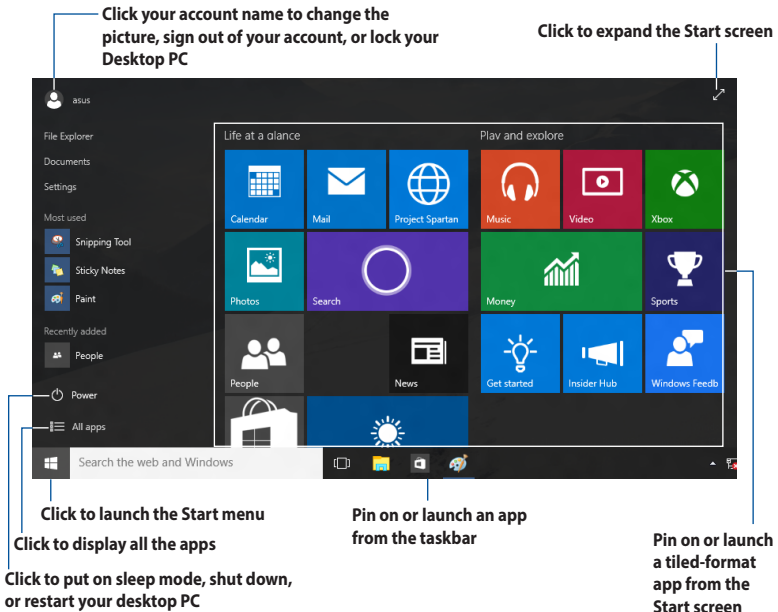 Click your account name to change the
picture, sign out of your account, or lock your
Desktop PC
Click to expand the Start screen
asus
File Explorer
Documents
Settings
Most used
Snipping Tool
Sticky Notes
Paint
Recently added
People
Power
All apps
Life at a glance
Play and explore
Calendar
Mail
Project Spartan
Music
Video
Xbox
Photos
Search
Money
Sports
People
News
Get started
Insider Hub
Windows Feedb
Search the web and Windows
Click to launch the Start menu
Click to display all the apps
Click to put on sleep mode, shut down,
or restart your desktop PC
Pin on or launch an app
from the taskbar
Pin on or launch
a tiled-format
app from the
Start screen